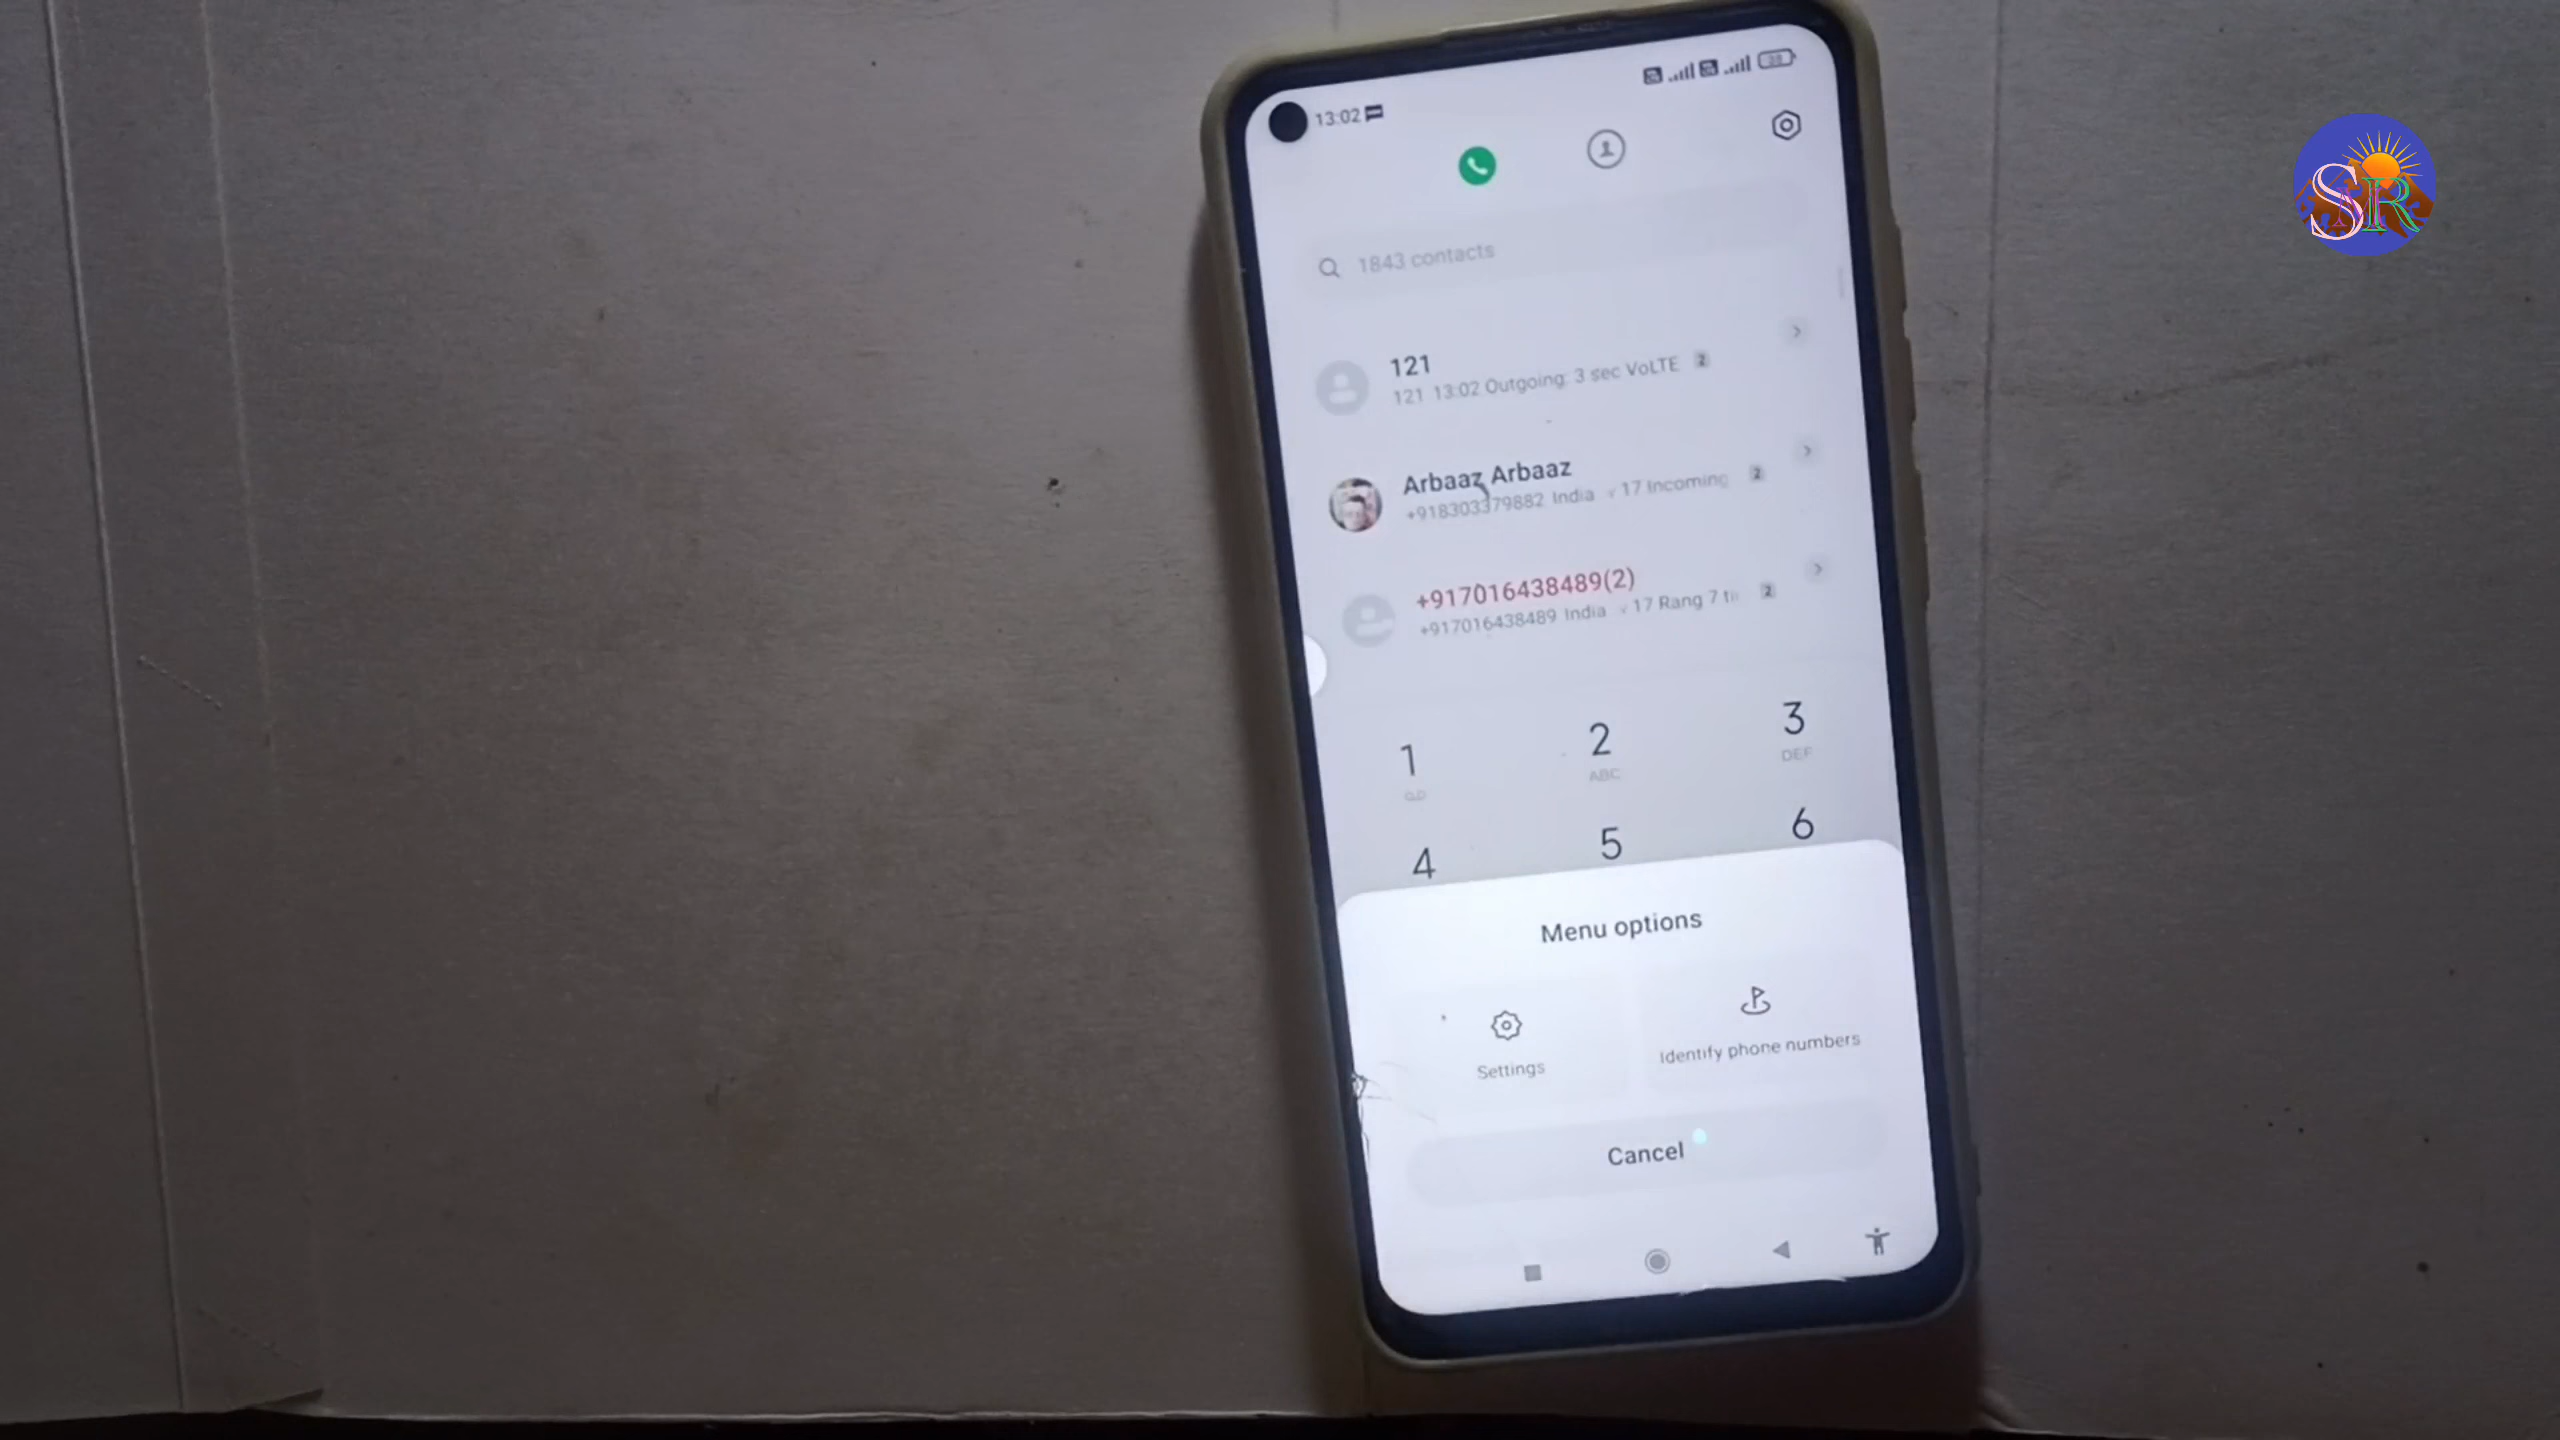 13:02
SR
1843 contacts
121
121 13:02 Outgoing: 3 sec VoLTE 2
Arbaaz Arbaaz
+918303379882 India 17 Incoming 2
+917016438489(2)
+917016438489 India 17 Rang 7 ti 2
1 2 3
ABC DEF
4 5 6
Menu options
Settings Identify phone numbers
Cancel